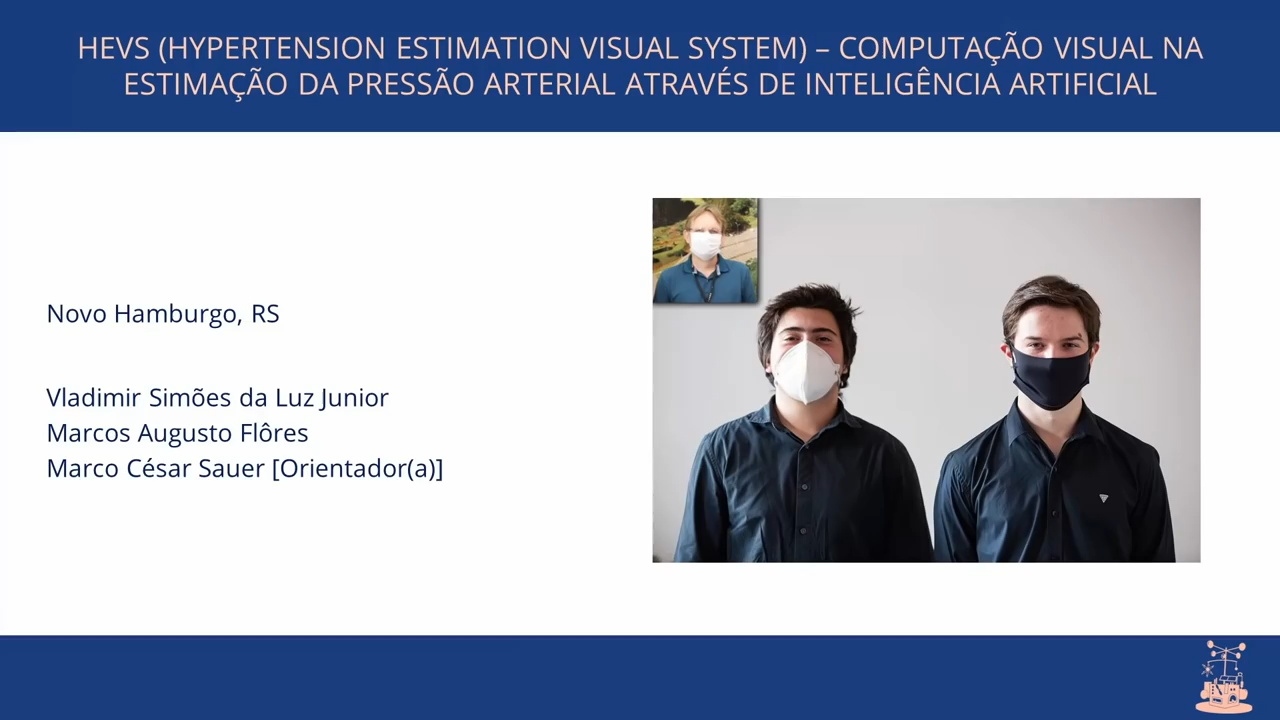 HEVS (HYPERTENSION ESTIMATION VISUAL SYSTEM) – COMPUTAÇÃO VISUAL NA
ESTIMAÇÃO DA PRESSÃO ARTERIAL ATRAVÉS DE INTELIGÊNCIA ARTIFICIAL
Novo Hamburgo, RS
Vladimir Simões da Luz Junior
Marcos Augusto Flôres
Marco César Sauer [Orientador(a)]